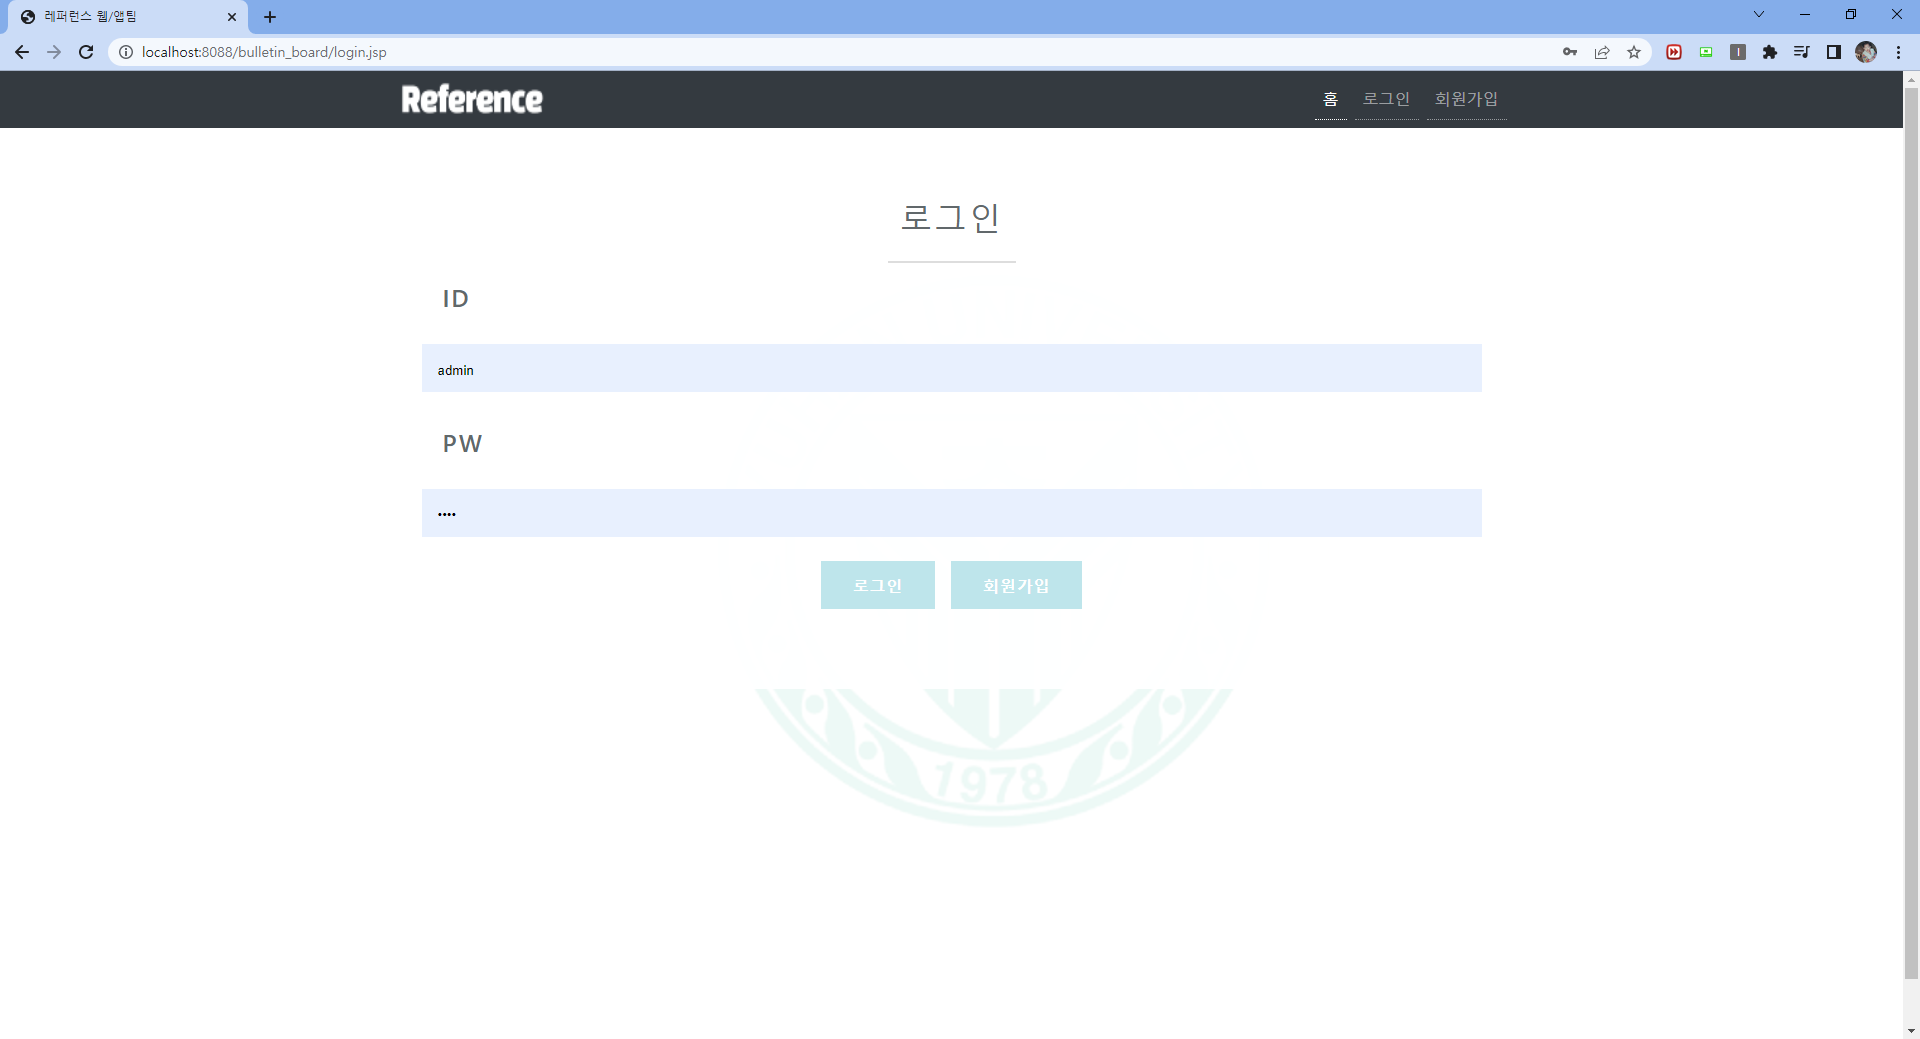 레퍼런스 웹/앱팀
localhost:8088/bulletin_board/login.jsp
Reference
홈 로그인 회원가입
로그인
ID
admin
PW
••••
로그인 회원가입
1978